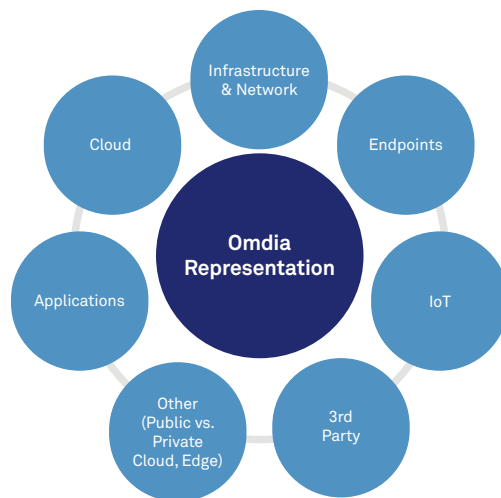 Infrastructure
& Network
Cloud
Endpoints
Omdia
Representation
Applications
IoT
Other
(Public vs.
Private
Cloud, Edge)
3rd
Party